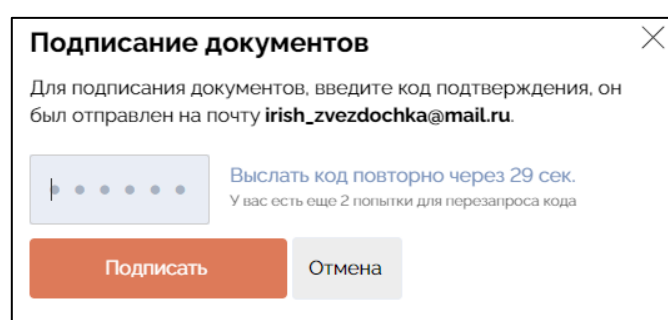 Подписание документов
Для подписания документов, введите код подтверждения, он
был отправлен на почту irish_zvezdochka@mail.ru.
Выслать код повторно через 29 сек.
У вас есть еще 2 попытки для перезапроса кода
Подписать
Отмена